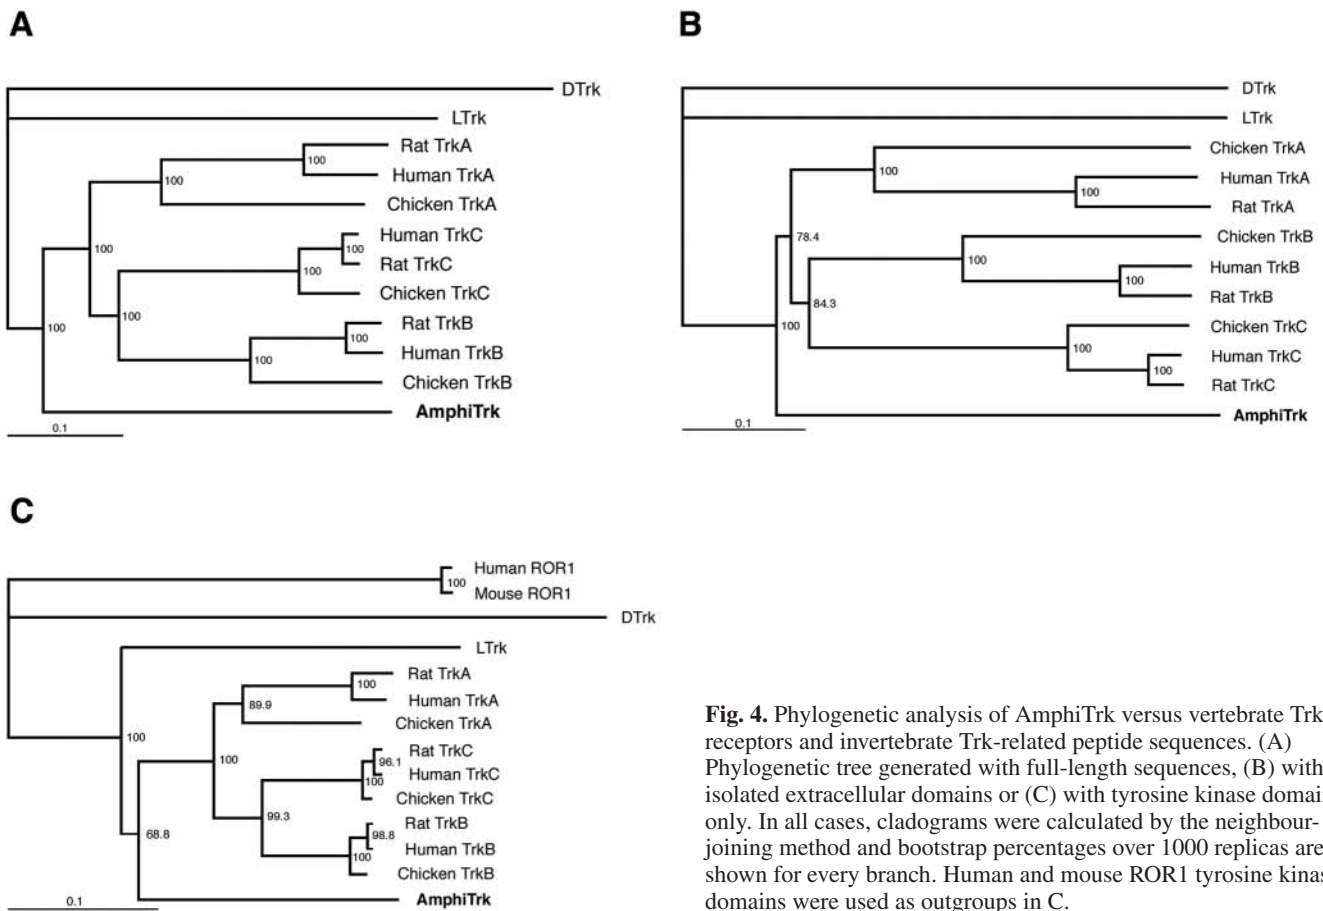 A
DTrk
LTrk
Rat TrkA
100
Human TrkA
100
Chicken TrkA
Human TrkC
100
100
Rat TrkC
100
Chicken TrkC
100
Rat TrkB
100
100
Human TrkB
100
Chicken TrkB
AmphiTrk
0.1
B
DTrk
LTrk
Chicken TrkA
100
Human TrkA
100
Rat TrkA
78.4
Chicken TrkB
100
Human TrkB
100
84.3
Rat TrkB
100
Chicken TrkC
100
Human TrkC
100
Rat TrkC
AmphiTrk
0.1
C
Human ROR1
100
Mouse ROR1
DTrk
LTrk
Rat TrkA
100
89.9
Human TrkA
Chicken TrkA
100
Rat TrkC
100
96.1
Human TrkC
100
Chicken TrkC
99.3
Rat TrkB
68.8
98.8
Human TrkB
100
Chicken TrkB
AmphiTrk
0.1
Fig. 4. Phylogenetic analysis of AmphiTrk versus vertebrate Trk
receptors and invertebrate Trk-related peptide sequences. (A)
Phylogenetic tree generated with full-length sequences, (B) with
isolated extracellular domains or (C) with tyrosine kinase domai
only. In all cases, cladograms were calculated by the neighbour-
joining method and bootstrap percentages over 1000 replicas are
shown for every branch. Human and mouse ROR1 tyrosine kinas
domains were used as outgroups in C.